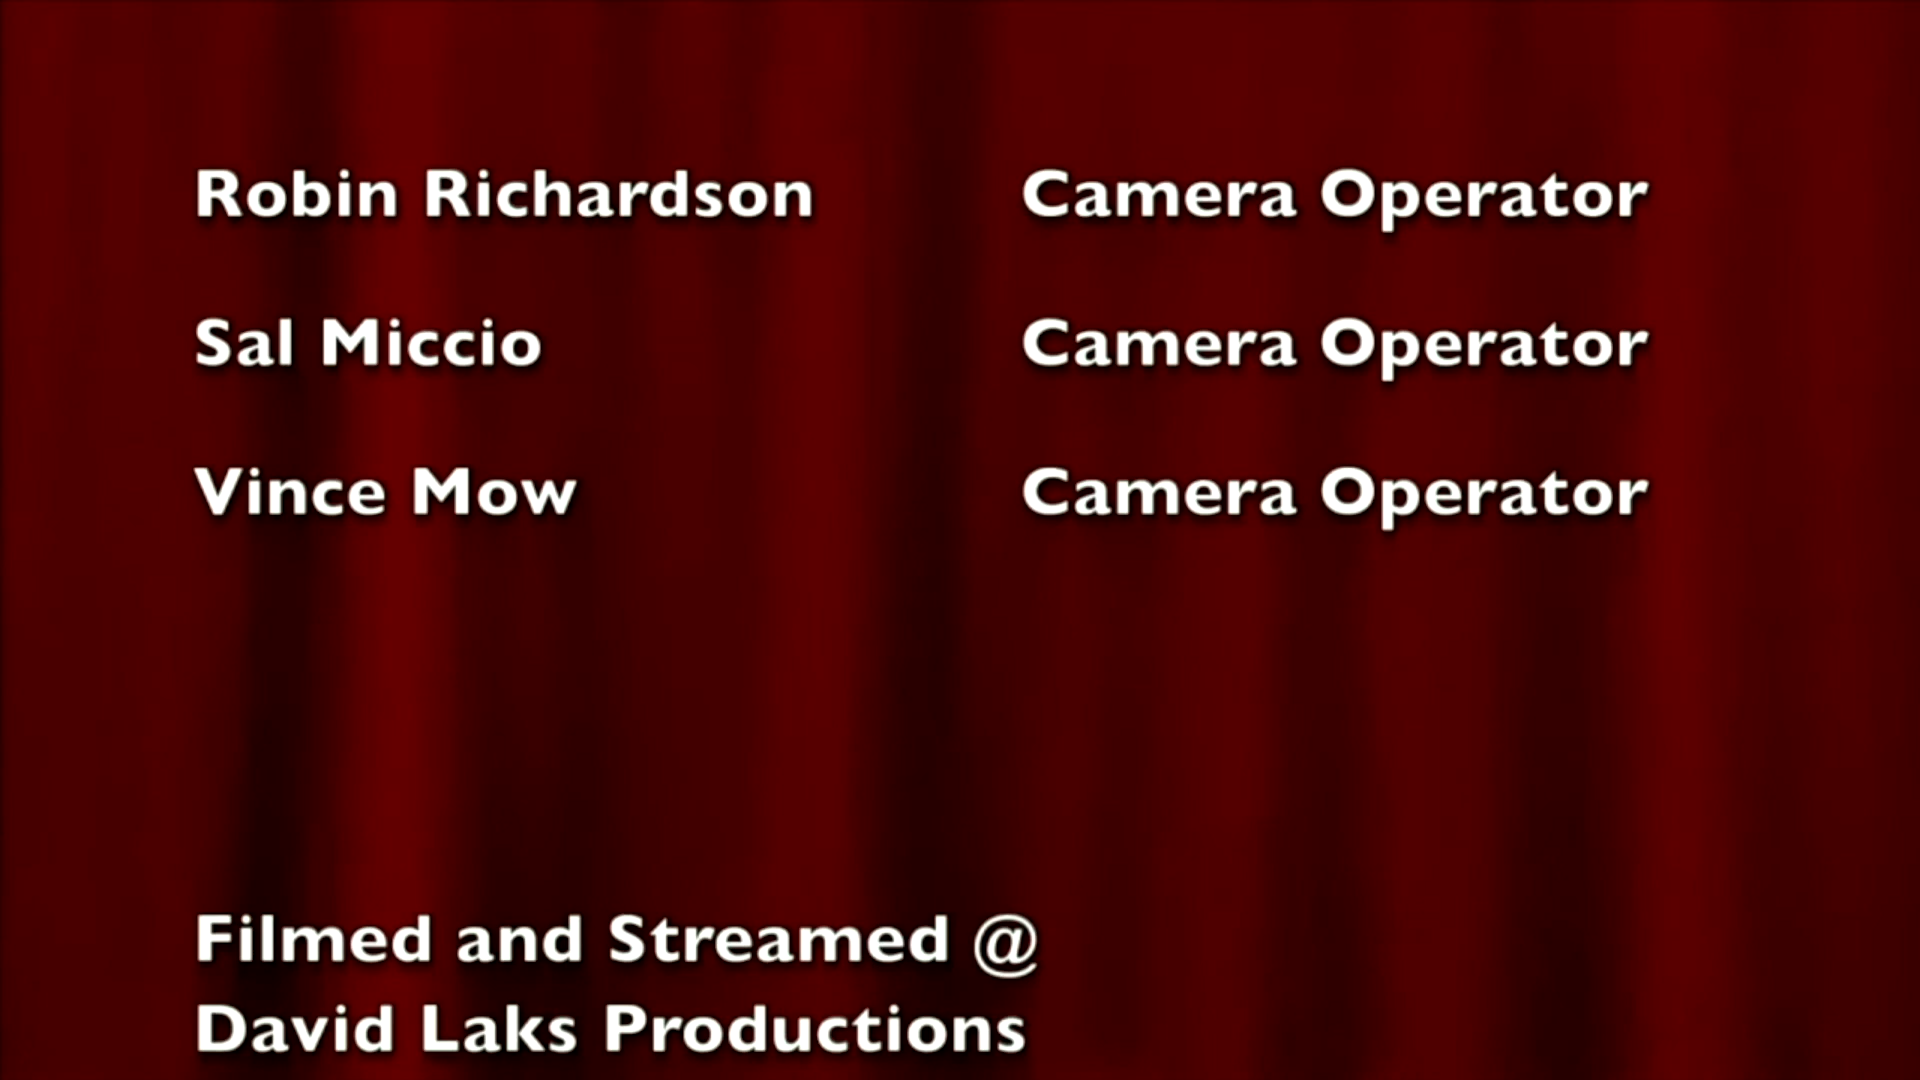 Robin Richardson Camera Operator
Sal Miccio Camera Operator
Vince Mow Camera Operator
Filmed and Streamed @
David Laks Productions